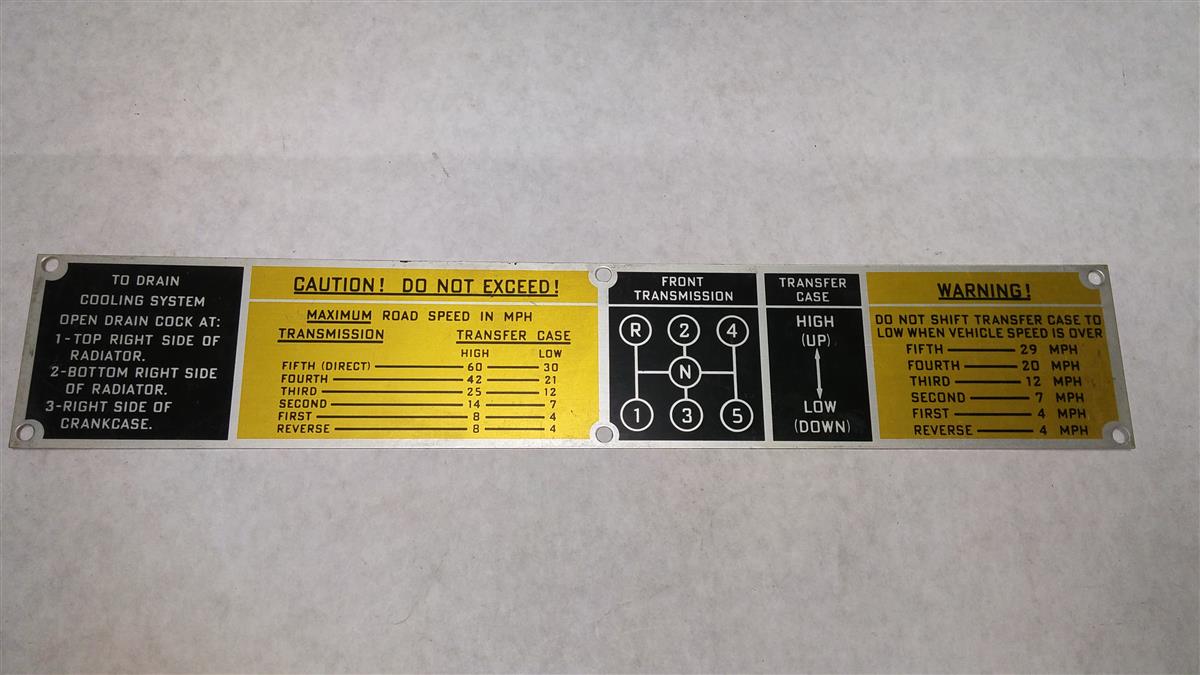 TO DRAIN
COOLING SYSTEM
OPEN DRAIN COCK AT:
1-TOP RIGHT SIDE OF
RADIATOR.
2-BOTTOM RIGHT SIDE
OF RADIATOR.
3-RIGHT SIDE OF
CRANKCASE.
CAUTION! DO NOT EXCEED!
MAXIMUM ROAD SPEED IN MPH
TRANSMISSION TRANSFER CASE
HIGH LOW
FIFTH (DIRECT) 60 30
FOURTH 42 21
THIRD 25 12
SECOND 14 7
FIRST 8 4
REVERSE 8 4
FRONT
TRANSMISSION
R 2 4
N
1 3 5
TRANSFER
CASE
HIGH
(UP)
LOW
(DOWN)
WARNING!
DO NOT SHIFT TRANSFER CASE TO
LOW WHEN VEHICLE SPEED IS OVER
FIFTH 29 MPH
FOURTH 20 MPH
THIRD 12 MPH
SECOND 7 MPH
FIRST 4 MPH
REVERSE 4 MPH